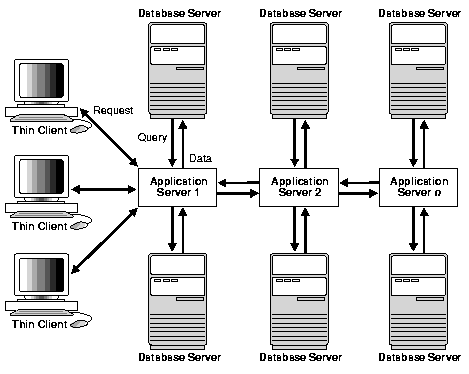 Database Server
Database Server
Database Server
Request
Thin Client
Query
Data
Application
Server 1
Application
Server 2
Application
Server n
Thin Client
Thin Client
Database Server
Database Server
Database Server